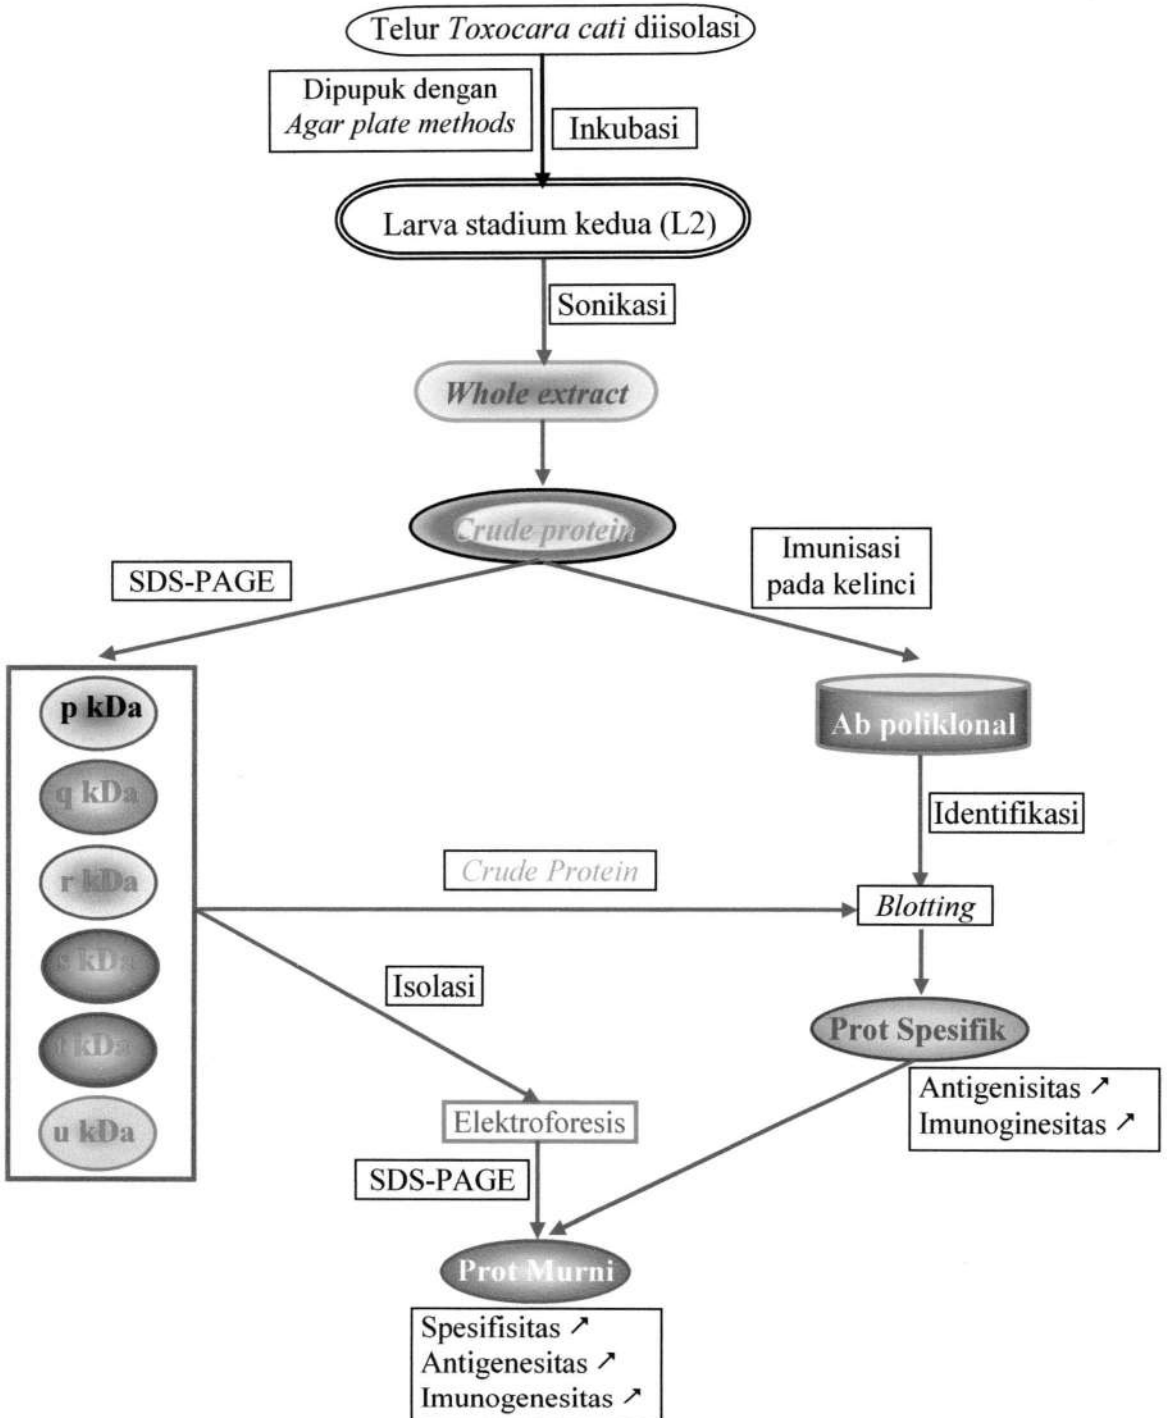 Telur Toxocara cati diisolasi
Dipupuk dengan
Agar plate methods
Inkubasi
Larva stadium kedua (L2)
Sonikasi
Whole extract
Crude protein
SDS-PAGE
Imunisasi
pada kelinci
p kDa
q kDa
r kDa
s kDa
t kDa
u kDa
Ab poliklonal
Identifikasi
Crude Protein
Blotting
Isolasi
Prot Spesifik
Antigenisitas ↗
Imunoginesitas ↗
Elektroforesis
SDS-PAGE
Prot Murni
Spesifisitas ↗
Antigenesitas ↗
Imunogenesitas ↗